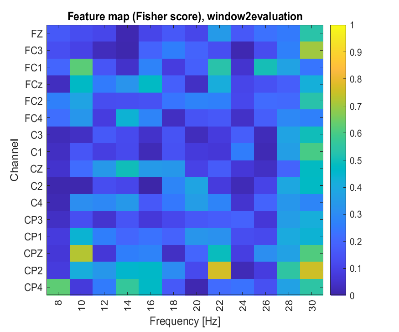 Feature map (Fisher score), window2evaluation
Channel
FZ
FC3
FC1
FCz
FC2
FC4
C3
C1
CZ
C2
C4
CP3
CP1
CPZ
CP2
CP4
8 10 12 14 16 18 20 22 24 26 28 30
Frequency [Hz]
1
0.9
0.8
0.7
0.6
0.5
0.4
0.3
0.2
0.1
0